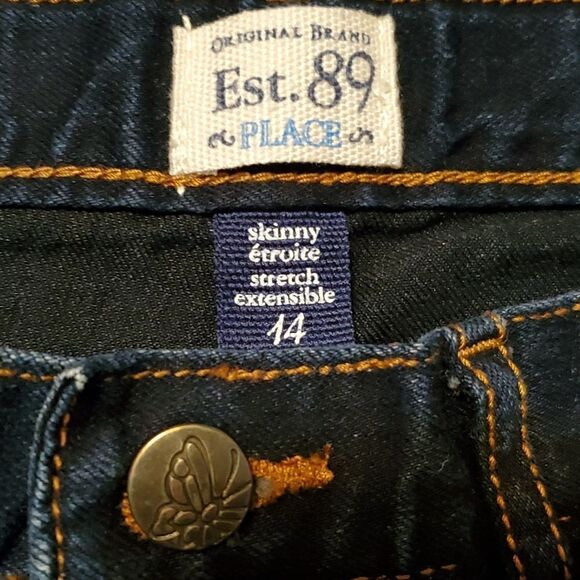 ORIGINAL BRAND
Est. 89
PLACE
skinny
étroite
stretch
extensible
14